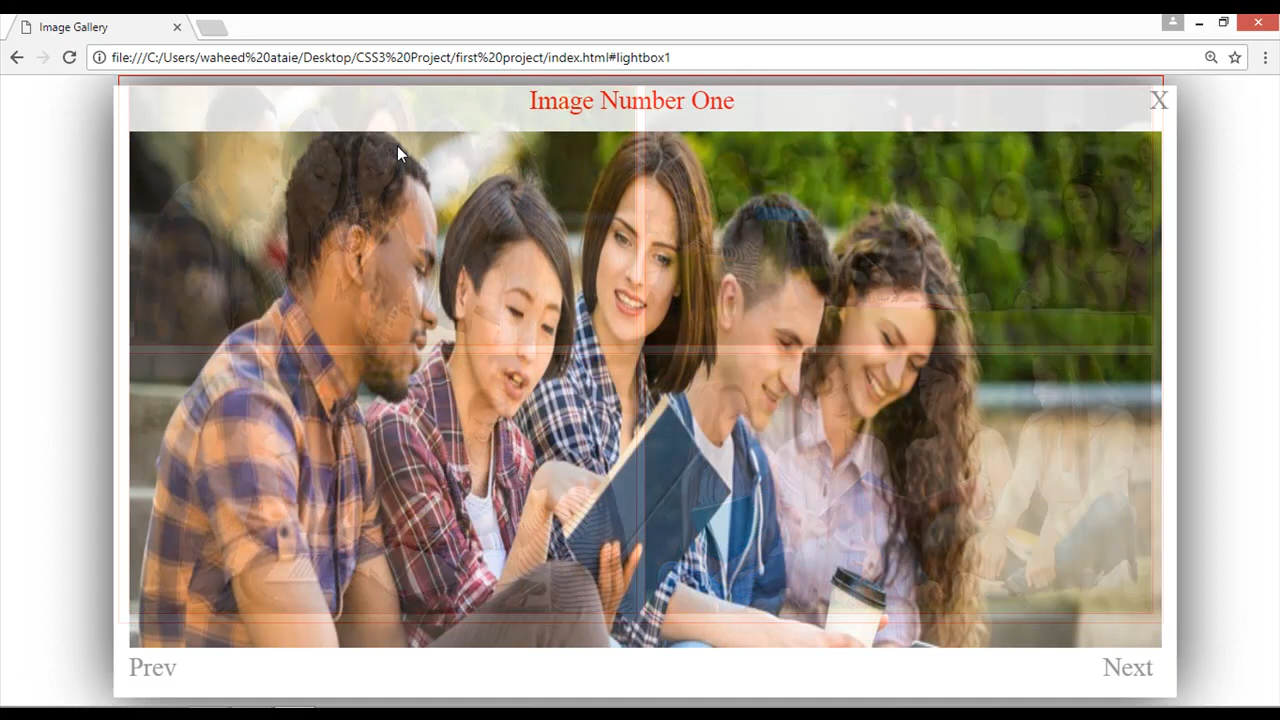 Image Gallery
file:///C:/Users/waheed%20ataie/Desktop/CSS3%20Project/first%20project/index.html#lightbox1
Image Number One
X
Prev
Next